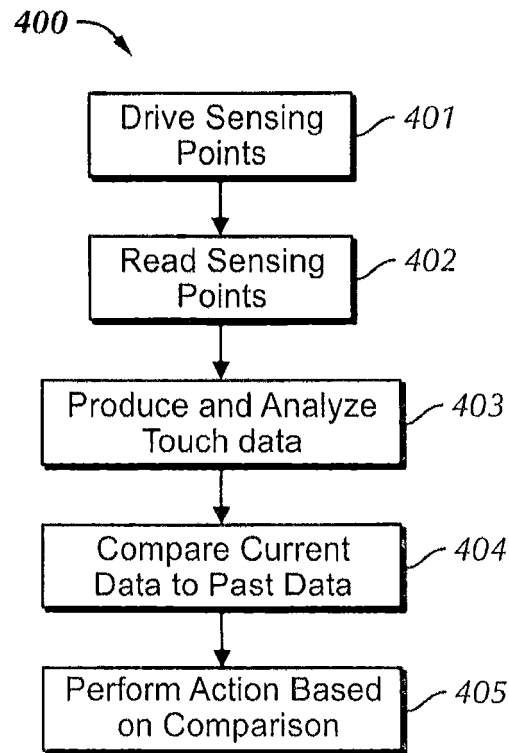 400
Drive Sensing
Points
401
Read Sensing
Points
402
Produce and Analyze
Touch data
403
Compare Current
Data to Past Data
404
Perform Action Based
on Comparison
405